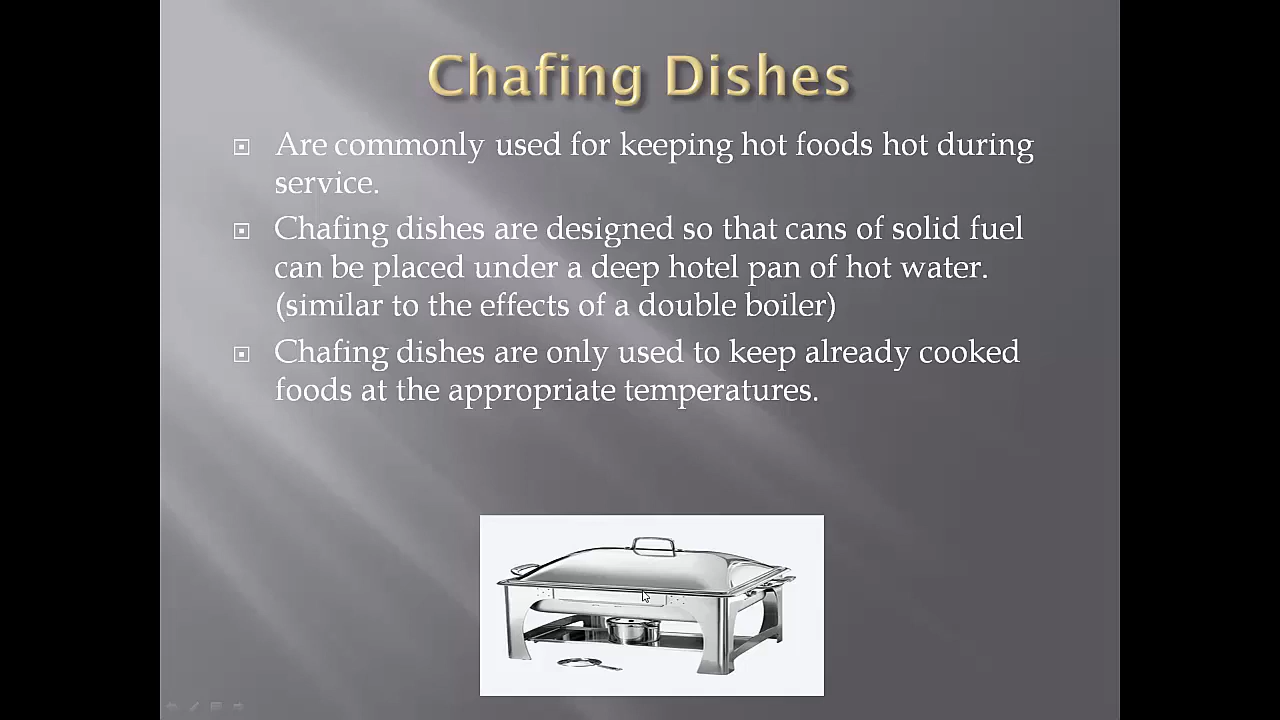 Chafing Dishes
Are commonly used for keeping hot foods hot during
service.
Chafing dishes are designed so that cans of solid fuel
can be placed under a deep hotel pan of hot water.
(similar to the effects of a double boiler)
Chafing dishes are only used to keep already cooked
foods at the appropriate temperatures.